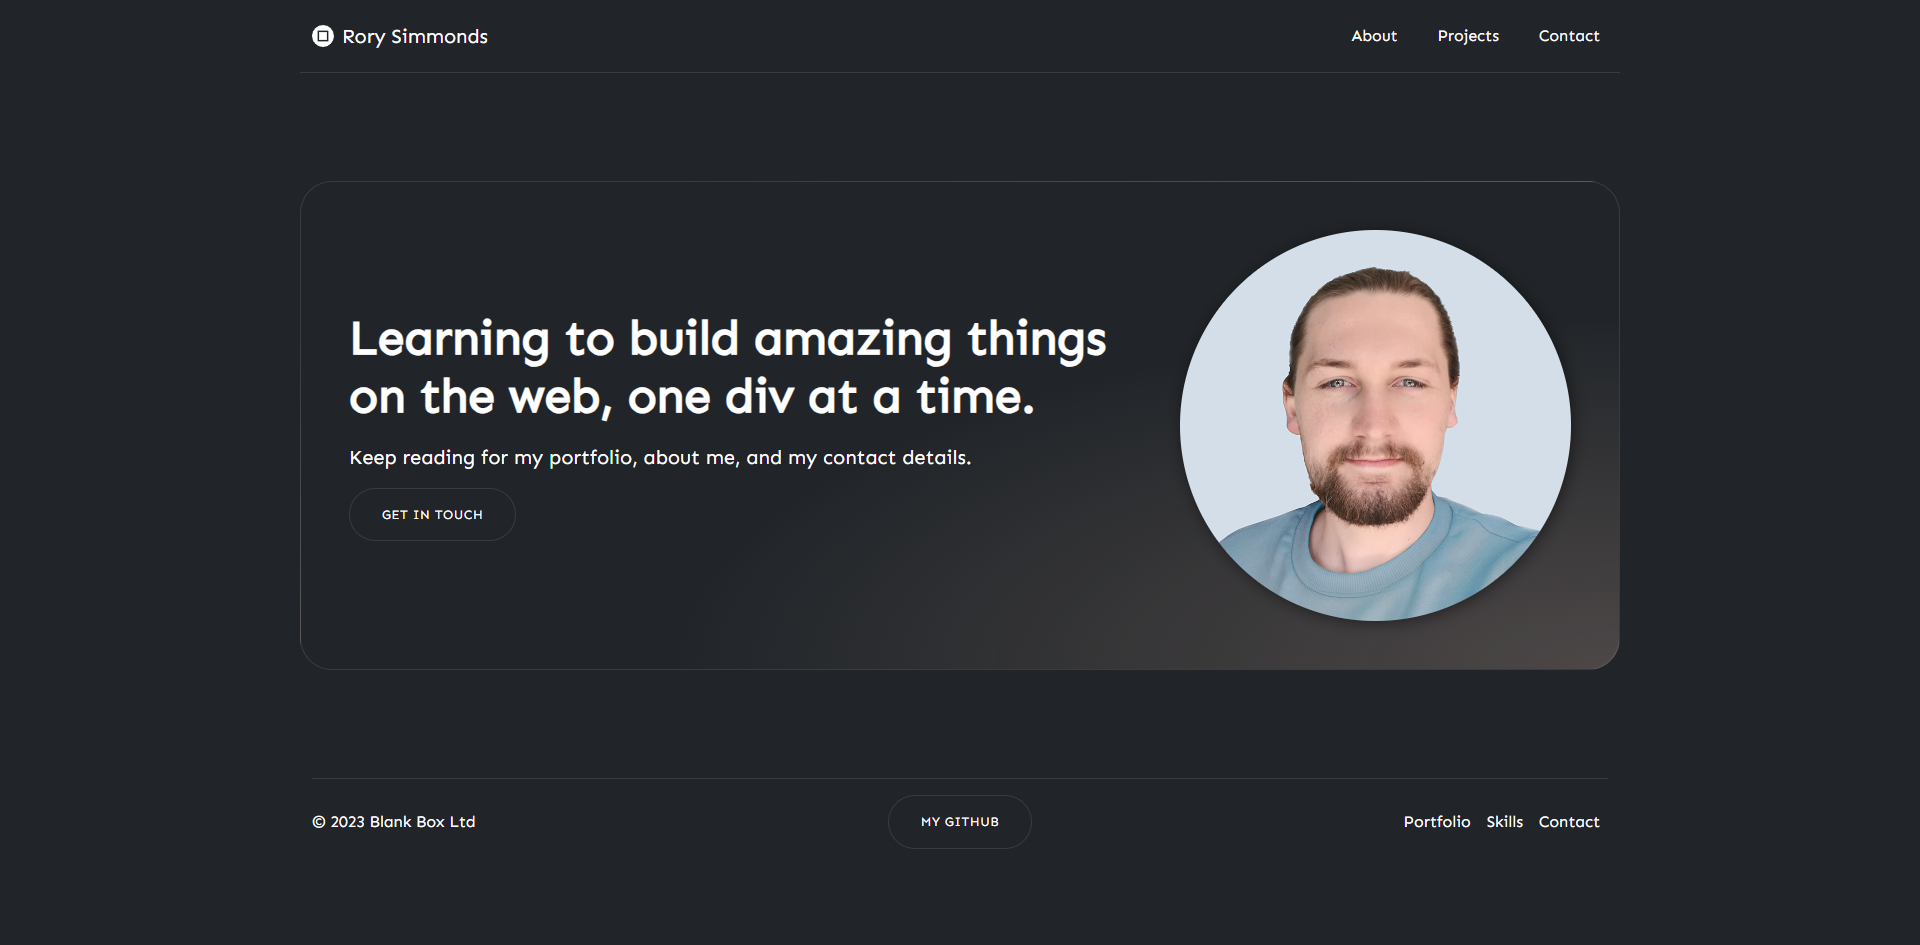 Rory Simmonds
About Projects Contact
Learning to build amazing things
on the web, one div at a time.
Keep reading for my portfolio, about me, and my contact details.
GET IN TOUCH
© 2023 Blank Box Ltd
MY GITHUB
Portfolio Skills Contact